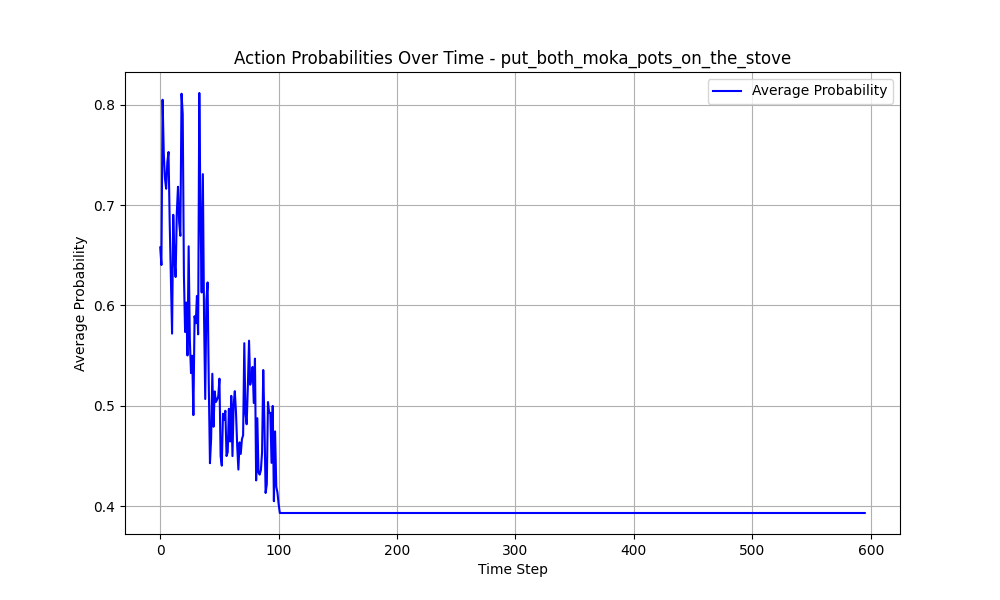 Action Probabilities Over Time - put_both_moka_pots_on_the_stove
Average Probability
0.8
0.7
0.6
0.5
0.4
Average Probability
0 100 200 300 400 500 600
Time Step